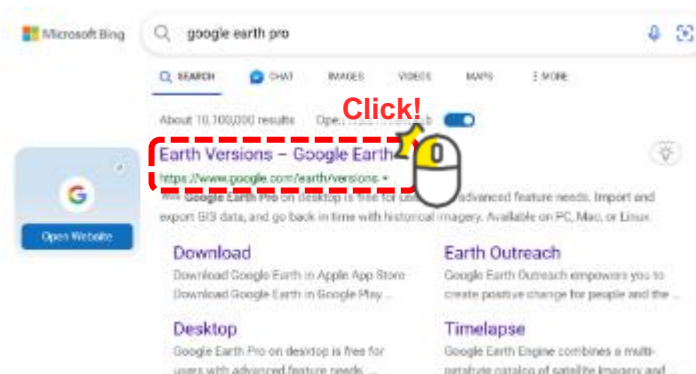 Microsoft Bing
google earth pro
SEARCH CHAT IMAGES VIDEOS MAPS MORE
About 10,100,000 results Ope
Click!
Earth Versions – Google Earth
https://www.google.com/earth/versions
Google Earth Pro on desktop is free for advanced feature needs. Import and
export GIS data, and go back in time with historical imagery. Available on PC, Mac, or Linux.
Open Website
Download
Download Google Earth in Apple App Store
Download Google Earth in Google Play ...
Earth Outreach
Google Earth Outreach empowers you to
create positive change for people and the ...
Desktop
Google Earth Pro on desktop is free for
users with advanced feature needs. ...
Timelapse
Google Earth Engine combines a multi-
petabyte catalog of satellite imagery and